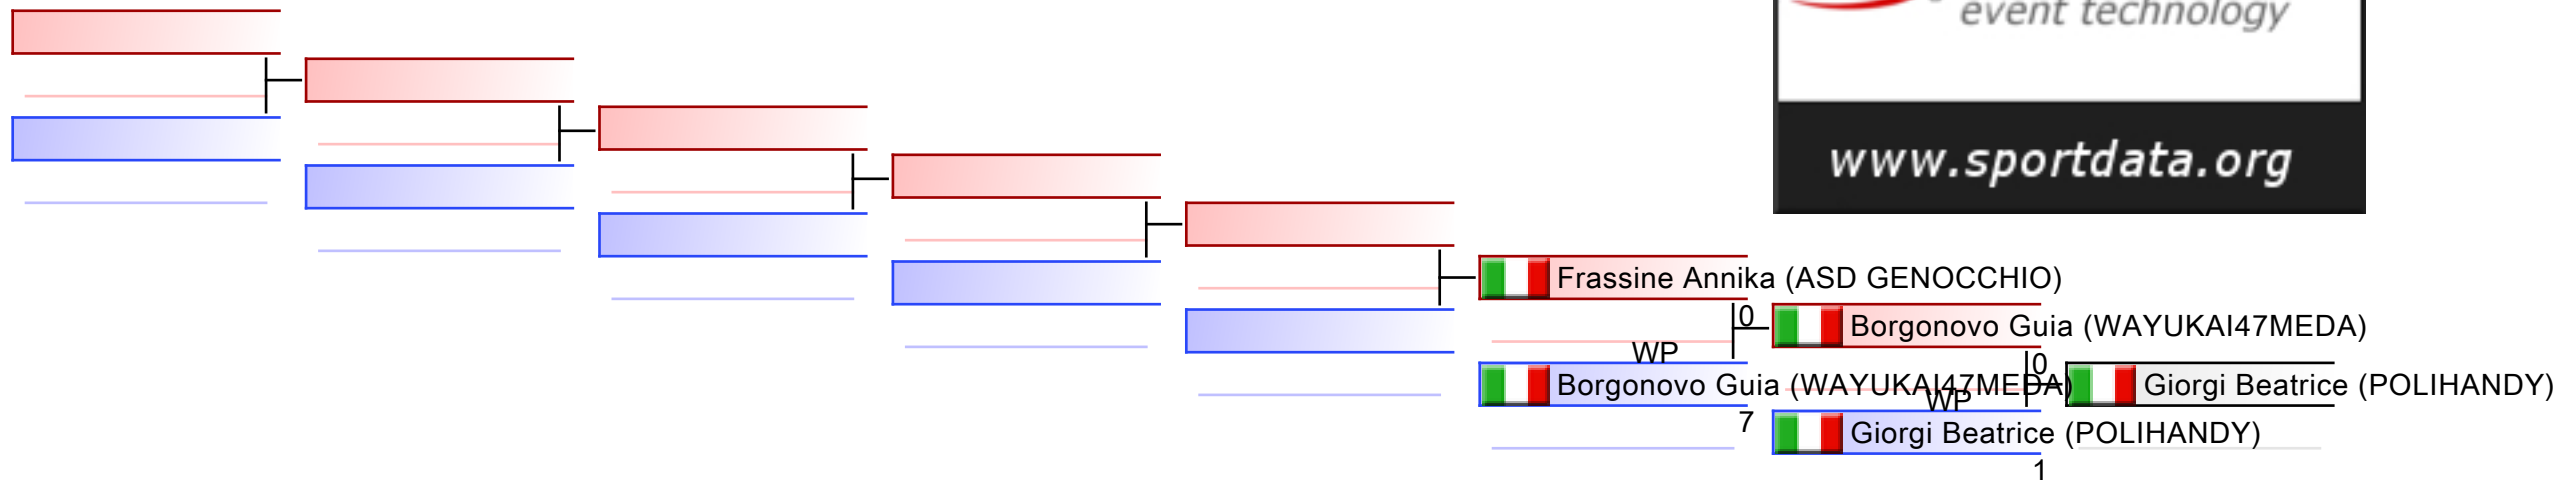 event technology
www.sportdata.org
Frassine Annika (ASD GENOCCHIO)
0
Borgonovo Guia (WAYUKAI47MEDA)
WP
0
Borgonovo Guia (WAYUKAI47MEDA)
Giorgi Beatrice (POLIHANDY)
WP
7
Giorgi Beatrice (POLIHANDY)
1